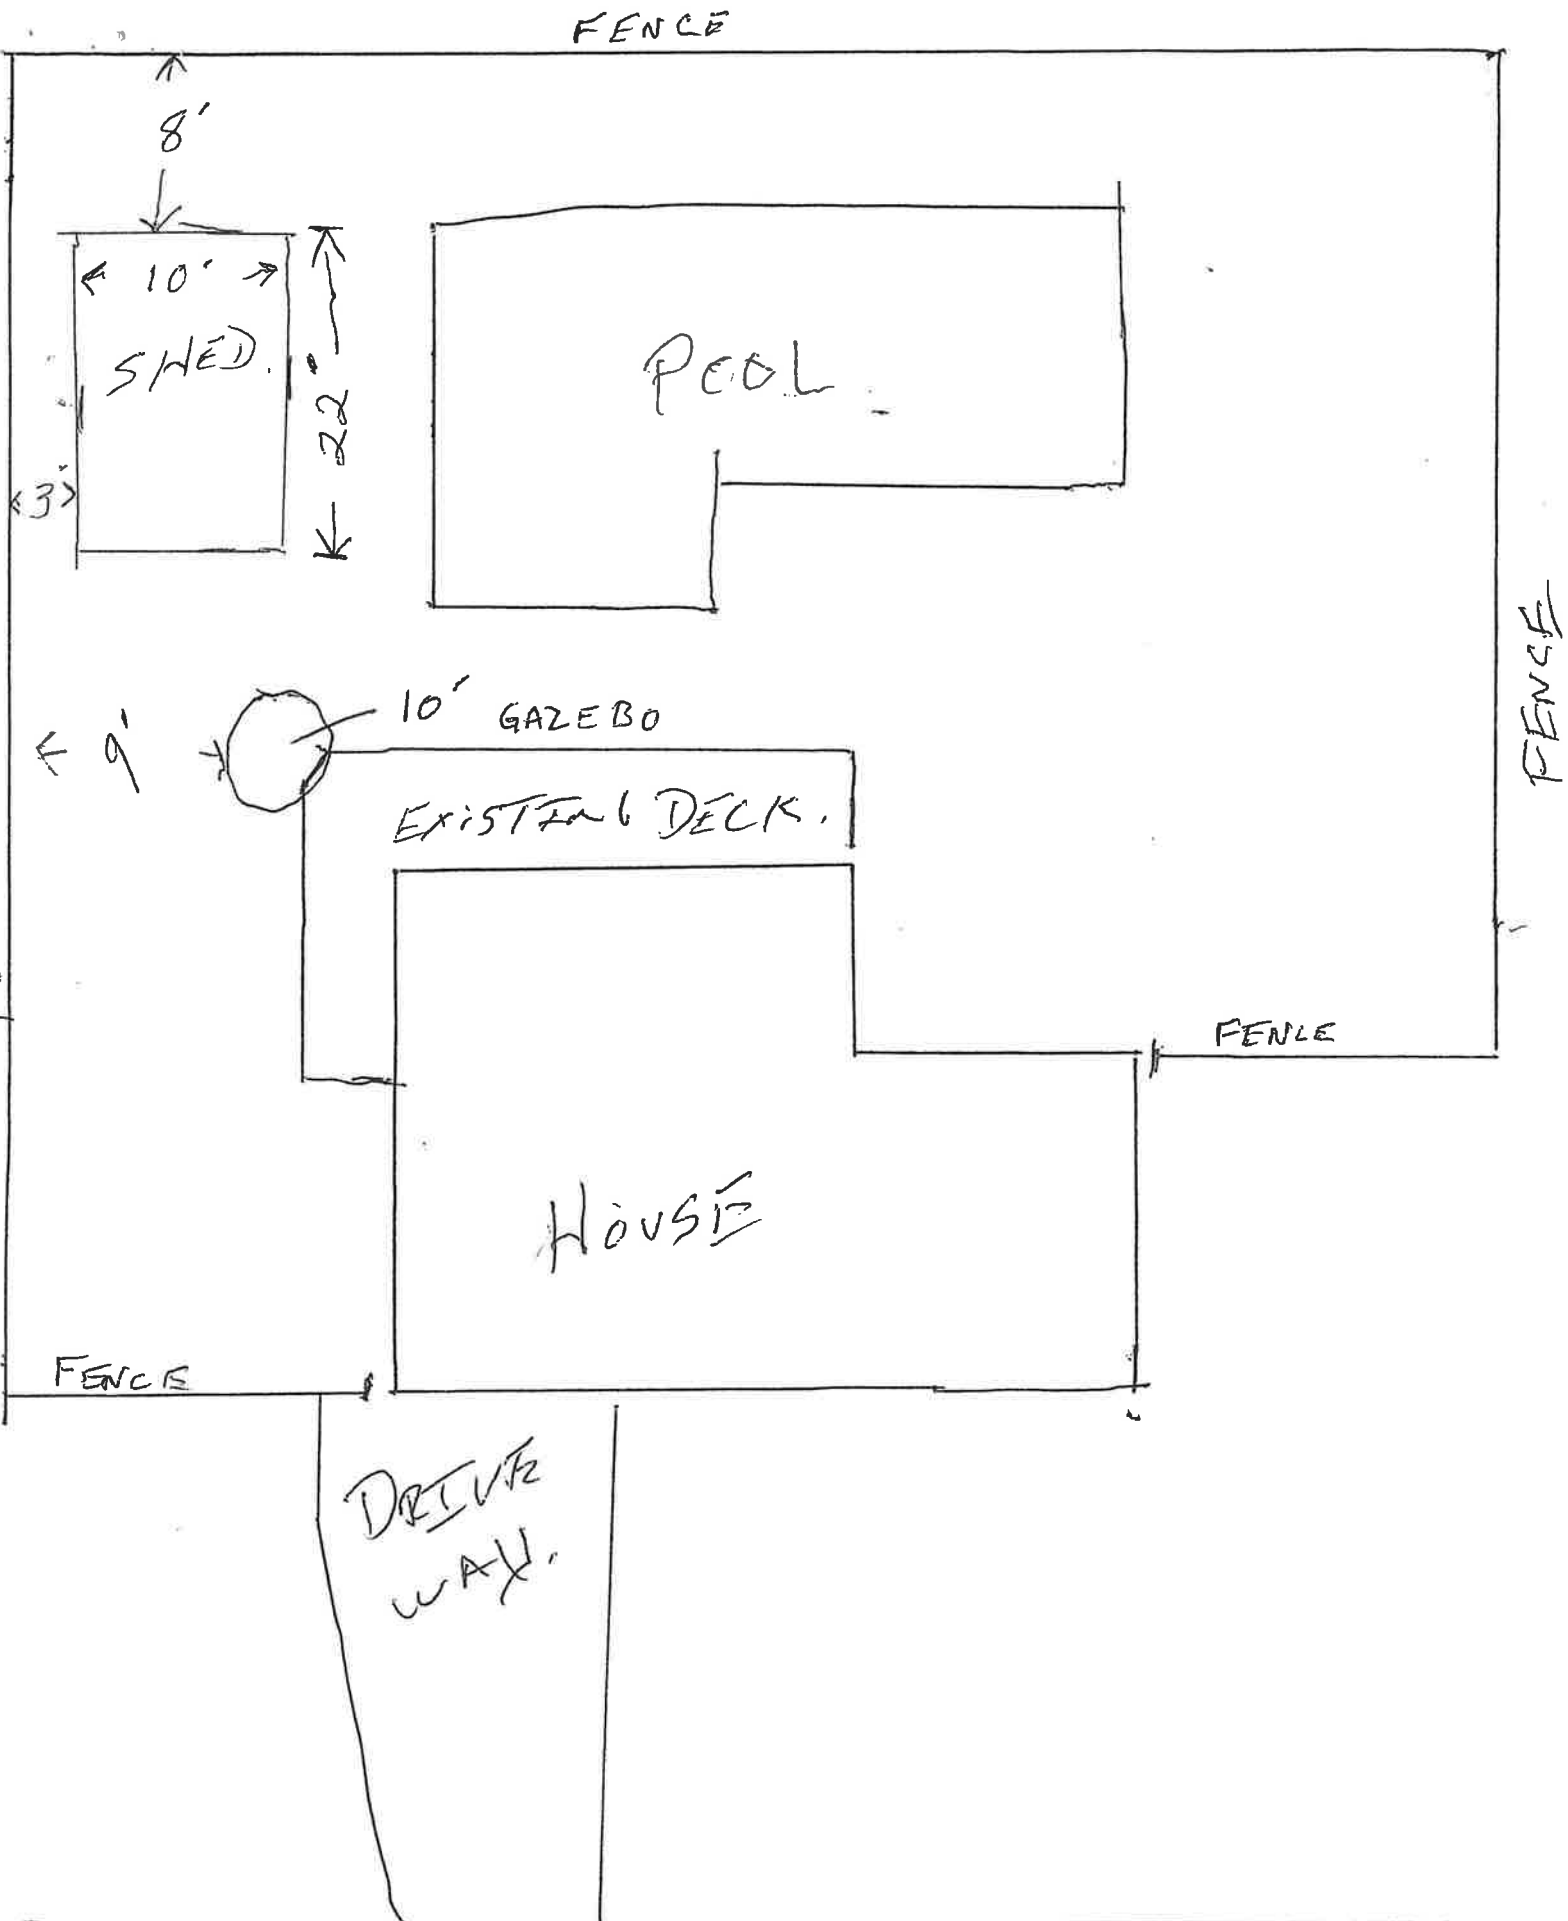 FENCE
8'
10'
SHED.
22'
POOL
3'
FENCE
10' GAZEBO
9'
EXISTING DECK.
FENCE
HOUSE
FENCE
DRIVE
WAY.